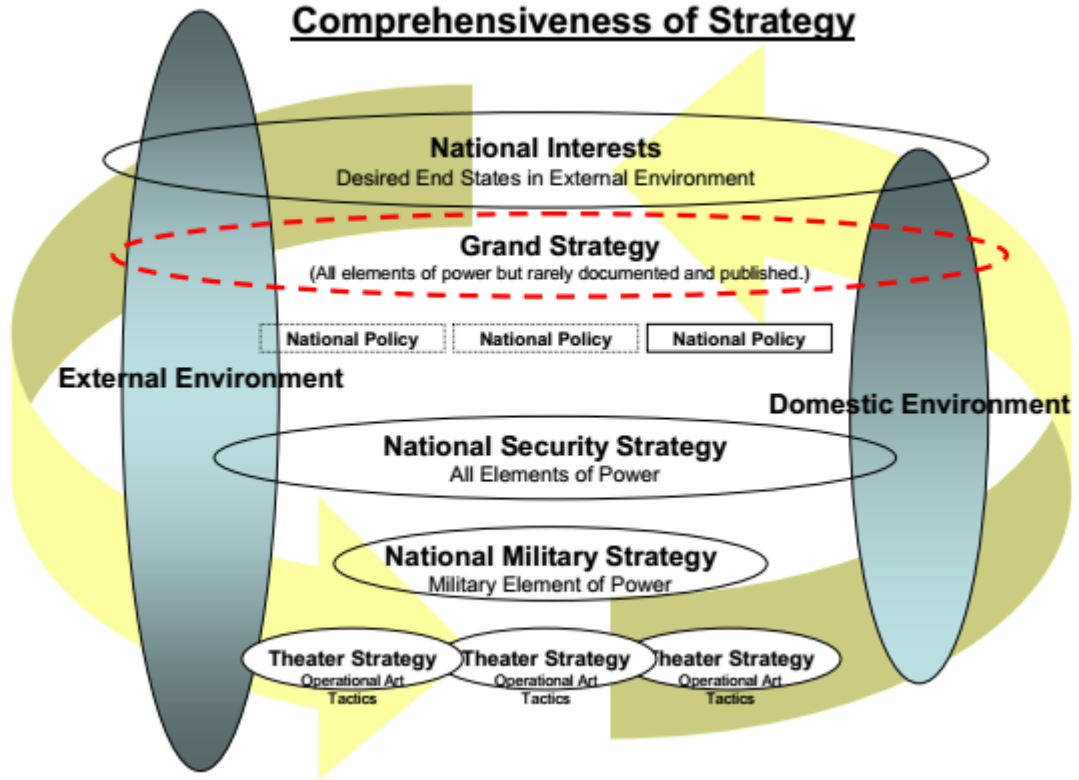 Comprehensiveness of Strategy
National Interests
Desired End States in External Environment
Grand Strategy
(All elements of power but rarely documented and published.)
National Policy
National Policy
National Policy
External Environment
Domestic Environment
National Security Strategy
All Elements of Power
National Military Strategy
Military Element of Power
Theater Strategy
Operational Art
Tactics
Theater Strategy
Operational Art
Tactics
Theater Strategy
Operational Art
Tactics